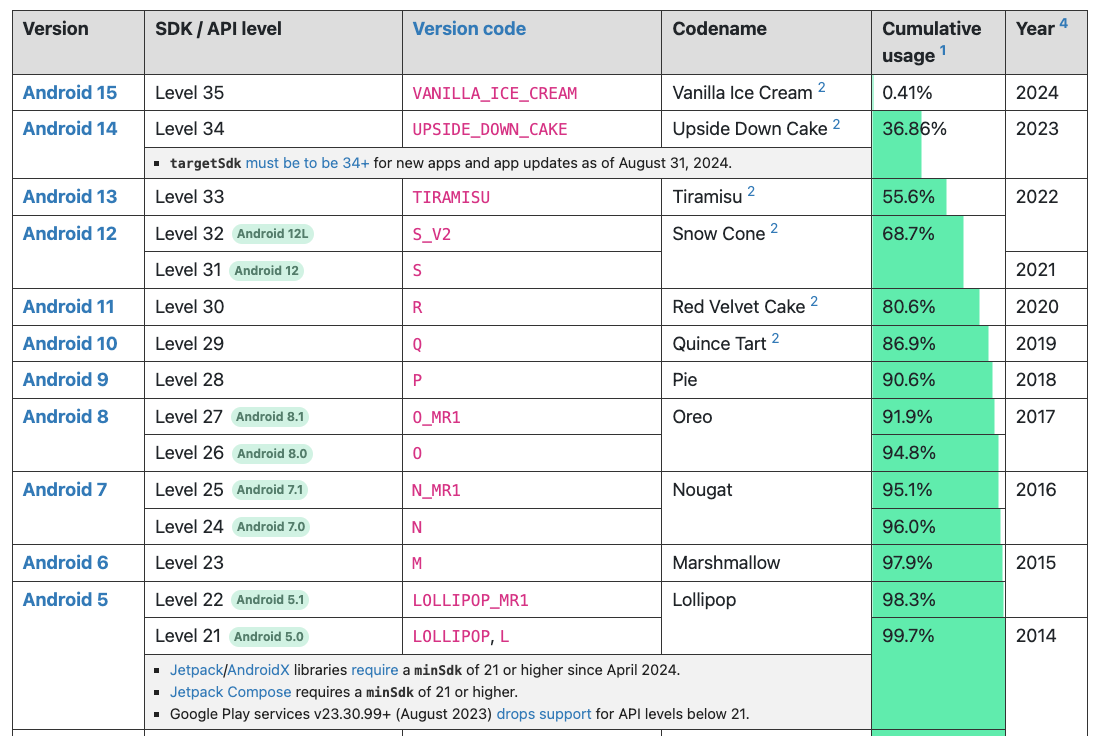 Version SDK / API level Version code Codename Cumulative usage 1 Year 4
Android 15 Level 35 VANILLA_ICE_CREAM Vanilla Ice Cream 2 0.41% 2024
Android 14 Level 34 UPSIDE_DOWN_CAKE Upside Down Cake 2 36.86% 2023
▪ targetSdk must be to be 34+ for new apps and app updates as of August 31, 2024.
Android 13 Level 33 TIRAMISU Tiramisu 2 55.6% 2022
Android 12 Level 32 Android 12L S_V2 Snow Cone 2 68.7%
Level 31 Android 12 S 2021
Android 11 Level 30 R Red Velvet Cake 2 80.6% 2020
Android 10 Level 29 Q Quince Tart 2 86.9% 2019
Android 9 Level 28 P Pie 90.6% 2018
Android 8 Level 27 Android 8.1 O_MR1 Oreo 91.9% 2017
Level 26 Android 8.0 O 94.8%
Android 7 Level 25 Android 7.1 N_MR1 Nougat 95.1% 2016
Level 24 Android 7.0 N 96.0%
Android 6 Level 23 M Marshmallow 97.9% 2015
Android 5 Level 22 Android 5.1 LOLLIPOP_MR1 Lollipop 98.3%
Level 21 Android 5.0 LOLLIPOP, L 99.7% 2014
▪ Jetpack/AndroidX libraries require a minSdk of 21 or higher since April 2024.
▪ Jetpack Compose requires a minSdk of 21 or higher.
▪ Google Play services v23.30.99+ (August 2023) drops support for API levels below 21.